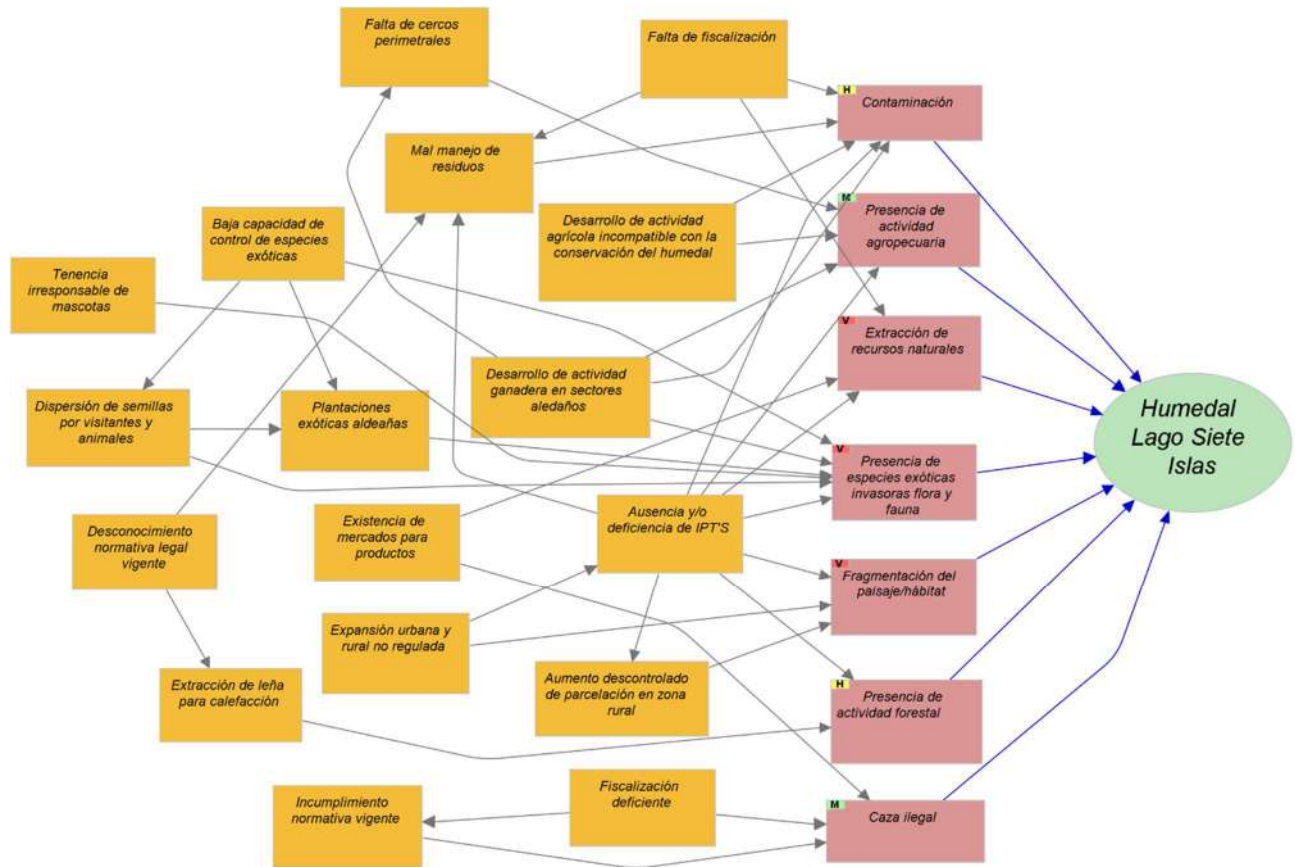 Falta de cercos
perimetrales
Falta de fiscalización
H
Contaminación
Mal manejo de
residuos
M
Presencia de
actividad
agropecuaria
Desarrollo de actividad
agrícola incompatible con la
conservación del humedal
Baja capacidad de
control de especies
exóticas
Tenencia
irresponsable de
mascotas
V
Extracción de
recursos naturales
Desarrollo de actividad
ganadera en sectores
aledaños
Dispersión de semillas
por visitantes y
animales
Plantaciones
exóticas aldeañas
Humedal
Lago Siete
Islas
V
Presencia de
especies exóticas
invasoras flora y
fauna
Ausencia y/o
deficiencia de IPT'S
Existencia de
mercados para
productos
Desconocimiento
normativa legal
vigente
V
Fragmentación del
paisaje/hábitat
Expansión urbana y
rural no regulada
Aumento descontrolado
de parcelación en zona
rural
Extracción de leña
para calefacción
H
Presencia de
actividad forestal
Fiscalización
deficiente
Incumplimiento
normativa vigente
M
Caza ilegal